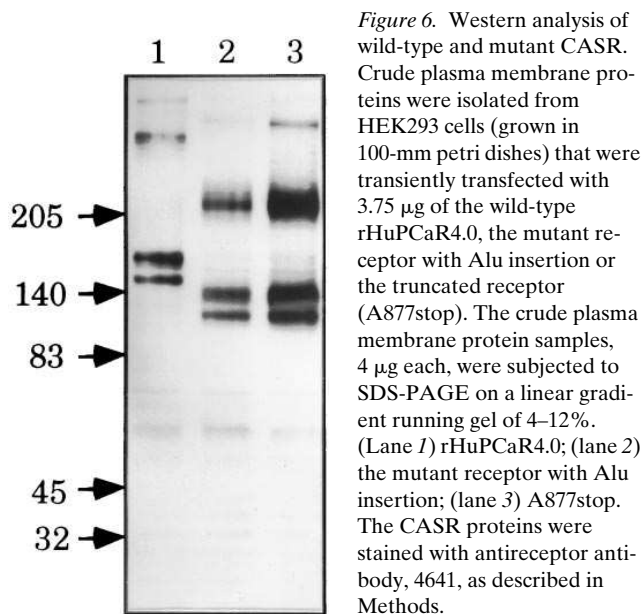 1 2 3
205
140
83
45
32
Figure 6. Western analysis of
wild-type and mutant CASR.
Crude plasma membrane pro-
teins were isolated from
HEK293 cells (grown in
100-mm petri dishes) that were
transiently transfected with
3.75 μg of the wild-type
rHuPCaR4.0, the mutant re-
ceptor with Alu insertion or
the truncated receptor
(A877stop). The crude plasma
membrane protein samples,
4 μg each, were subjected to
SDS-PAGE on a linear gradi-
ent running gel of 4–12%.
(Lane 1) rHuPCaR4.0; (lane 2)
the mutant receptor with Alu
insertion; (lane 3) A877stop.
The CASR proteins were
stained with antireceptor anti-
body, 4641, as described in
Methods.